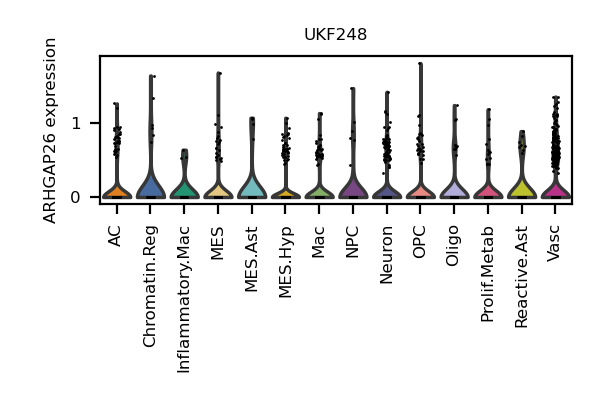 UKF248
ARHGAP26 expression
1
0
AC
Chromatin.Reg
Inflammatory.Mac
MES
MES.Ast
MES.Hyp
Mac
NPC
Neuron
OPC
Oligo
Prolif.Metab
Reactive.Ast
Vasc